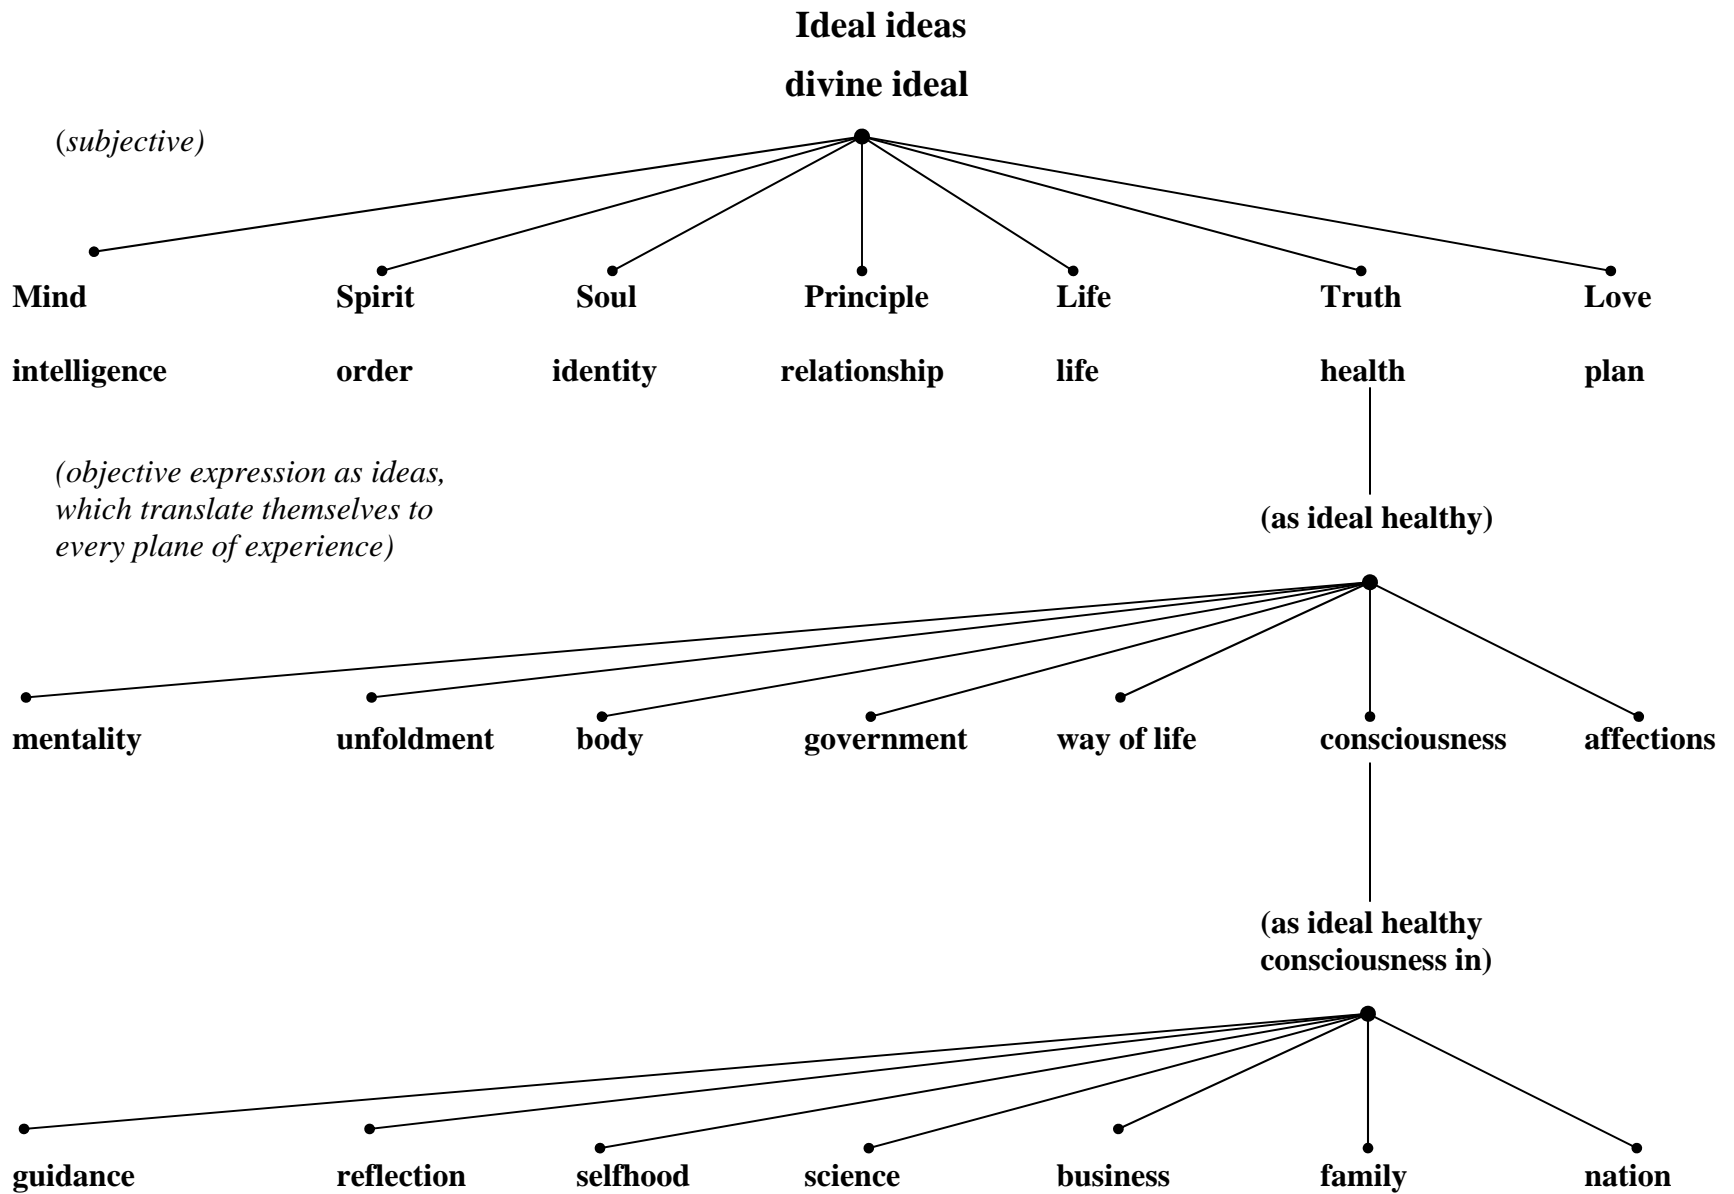 Ideal ideas
divine ideal
(subjective)
Mind Spirit Soul Principle Life Truth Love
intelligence order identity relationship life health plan
(objective expression as ideas,
which translate themselves to
every plane of experience)
(as ideal healthy)
mentality unfoldment body government way of life consciousness affections
(as ideal healthy
consciousness in)
guidance reflection selfhood science business family nation